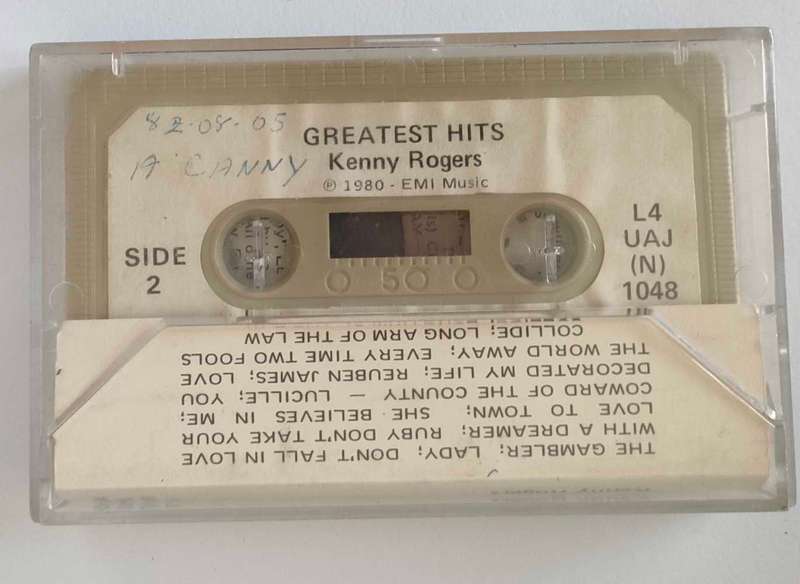 82-08-05
GREATEST HITS
A CANNY
Kenny Rogers
℗ 1980 - EMI Music
SIDE
2
L4
UAJ
(N)
1048
50
THE GAMBLER; LADY; DON'T FALL IN LOVE
WITH A DREAMER; RUBY DON'T TAKE YOUR
LOVE TO TOWN; SHE BELIEVES IN ME;
COWARD OF THE COUNTY — LUCILLE; YOU
DECORATED MY LIFE; REUBEN JAMES; LOVE
THE WORLD AWAY; EVERY TIME TWO FOOLS
COLLIDE; LONG ARM OF THE LAW
Kenny Rogers